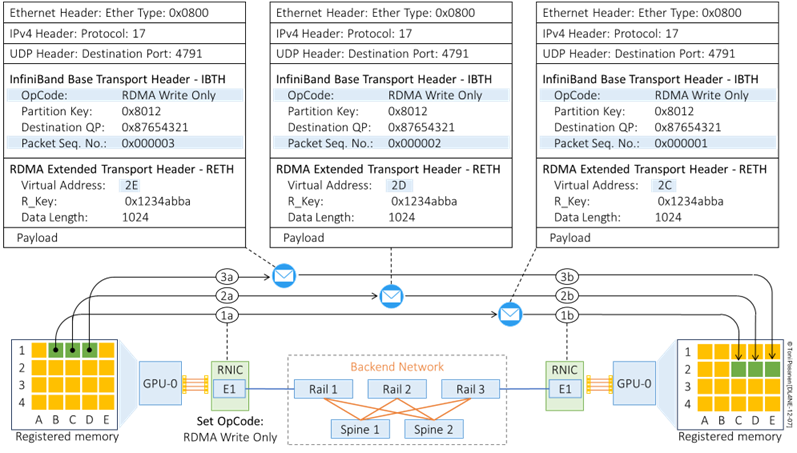 Ethernet Header: Ether Type: 0x0800
IPv4 Header: Protocol: 17
UDP Header: Destination Port: 4791
InfiniBand Base Transport Header - IBTH
OpCode: RDMA Write Only
Partition Key: 0x8012
Destination QP: 0x87654321
Packet Seq. No.: 0x000003
RDMA Extended Transport Header - RETH
Virtual Address: 2E
R_Key: 0x1234abba
Data Length: 1024
Payload
Ethernet Header: Ether Type: 0x0800
IPv4 Header: Protocol: 17
UDP Header: Destination Port: 4791
InfiniBand Base Transport Header - IBTH
OpCode: RDMA Write Only
Partition Key: 0x8012
Destination QP: 0x87654321
Packet Seq. No.: 0x000002
RDMA Extended Transport Header - RETH
Virtual Address: 2D
R_Key: 0x1234abba
Data Length: 1024
Payload
Ethernet Header: Ether Type: 0x0800
IPv4 Header: Protocol: 17
UDP Header: Destination Port: 4791
InfiniBand Base Transport Header - IBTH
OpCode: RDMA Write Only
Partition Key: 0x8012
Destination QP: 0x87654321
Packet Seq. No.: 0x000001
RDMA Extended Transport Header - RETH
Virtual Address: 2C
R_Key: 0x1234abba
Data Length: 1024
Payload
3a 3b
2a 2b
1a 1b
1
2
3
4
A B C D E
Registered memory
GPU-0
RNIC
E1
Set OpCode:
RDMA Write Only
Backend Network
Rail 1 Rail 2 Rail 3
Spine 1 Spine 2
RNIC
E1
GPU-0
1
2
3
4
A B C D E
Registered memory
© Toni Pasanen [DL4NE-12-07]